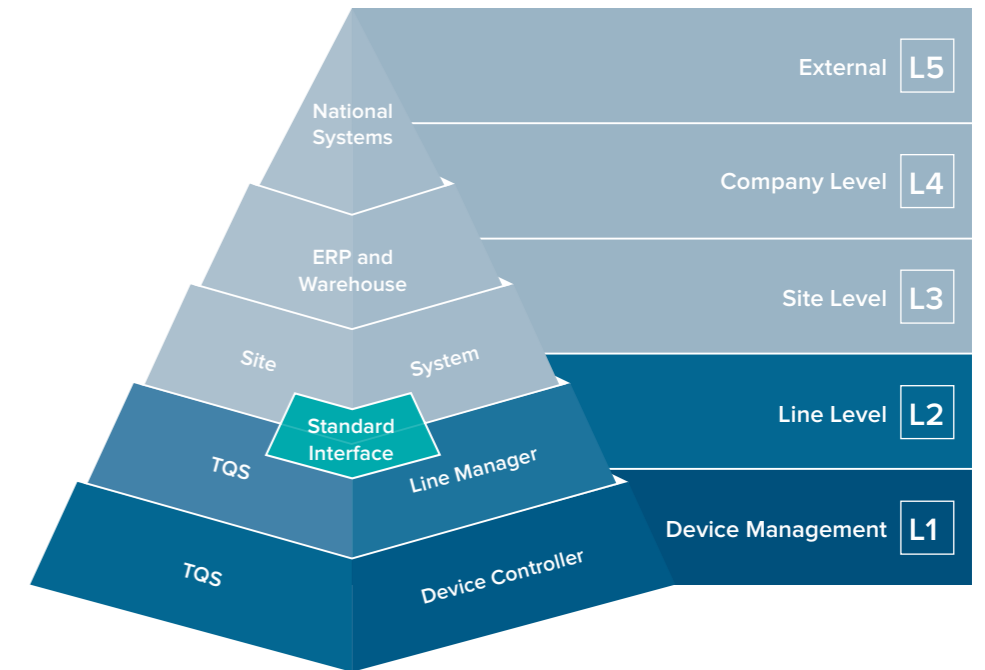 National
Systems
External L5
Company Level L4
ERP and
Warehouse
Site Level L3
Site System
Standard
Interface
Line Level L2
TQS Line Manager
Device Management L1
TQS Device Controller